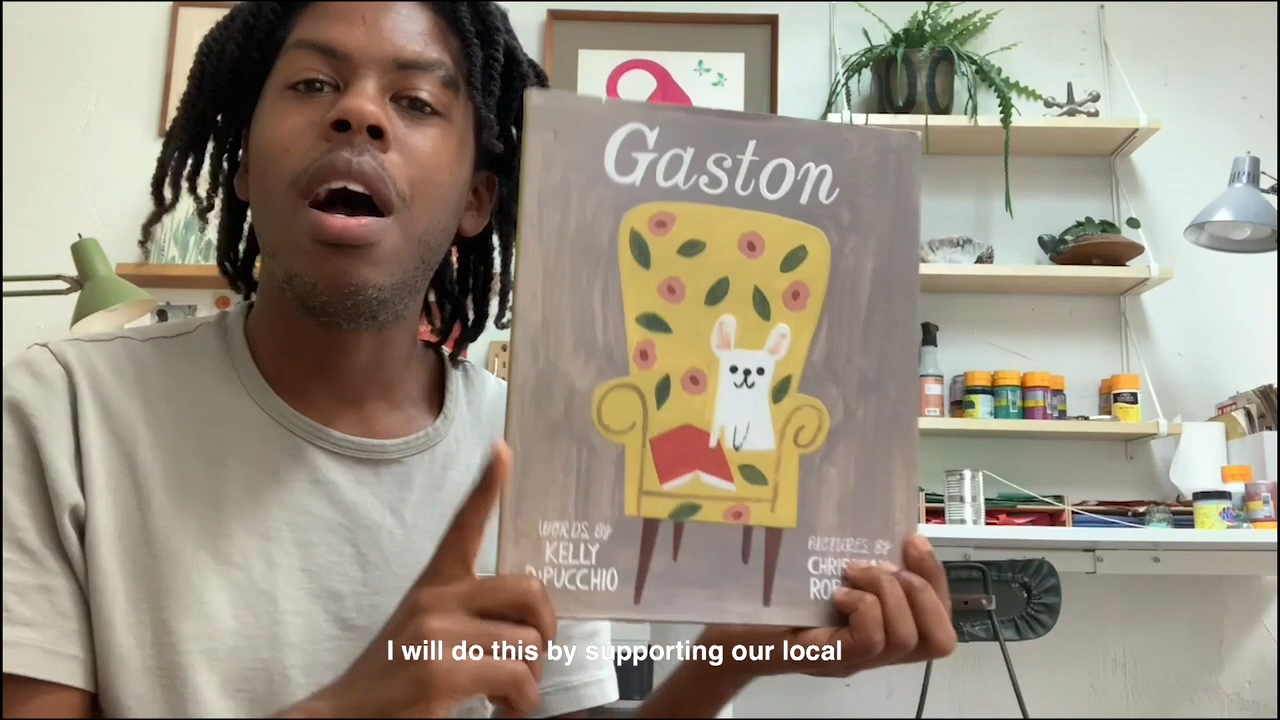 Gaston
WORDS BY
KELLY
DiPUCCHIO
PICTURES BY
I will do this by supporting our local